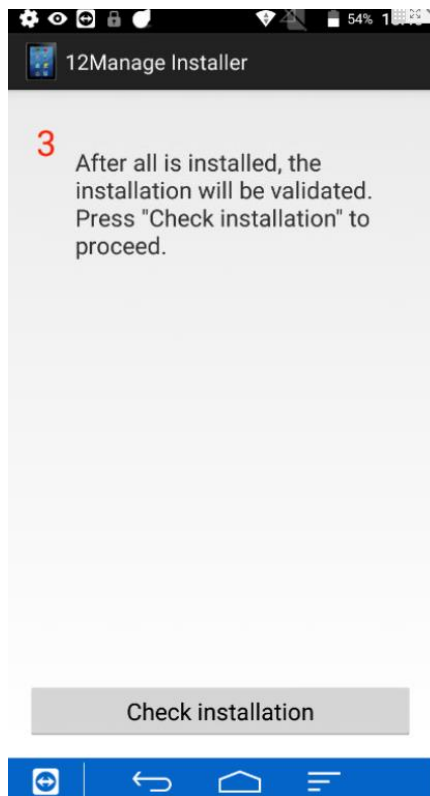 54%
12Manage Installer
3
After all is installed, the
installation will be validated.
Press "Check installation" to
proceed.
Check installation